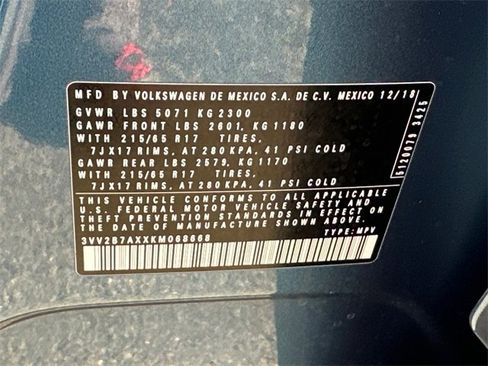 MFD BY VOLKSWAGEN DE MEXICO S.A. DE C.V. MEXICO 12/18
GVWR LBS 5071 KG 2300
GAWR FRONT LBS 2601, KG 1180
WITH 215/65 R17 TIRES,
7JX17 RIMS, AT 280 KPA, 41 PSI COLD
GAWR REAR LBS 2579, KG 1170
WITH 215/65 R17 TIRES,
7JX17 RIMS, AT 280 KPA, 41 PSI COLD
THIS VEHICLE CONFORMS TO ALL APPLICABLE
U.S. FEDERAL MOTOR VEHICLE SAFETY AND
THEFT PREVENTION STANDARDS IN EFFECT ON
THE DATE OF MANUFACTURE SHOWN ABOVE.
3VV2B7AXXKM068668 TYPE: MPV
5120079 3425